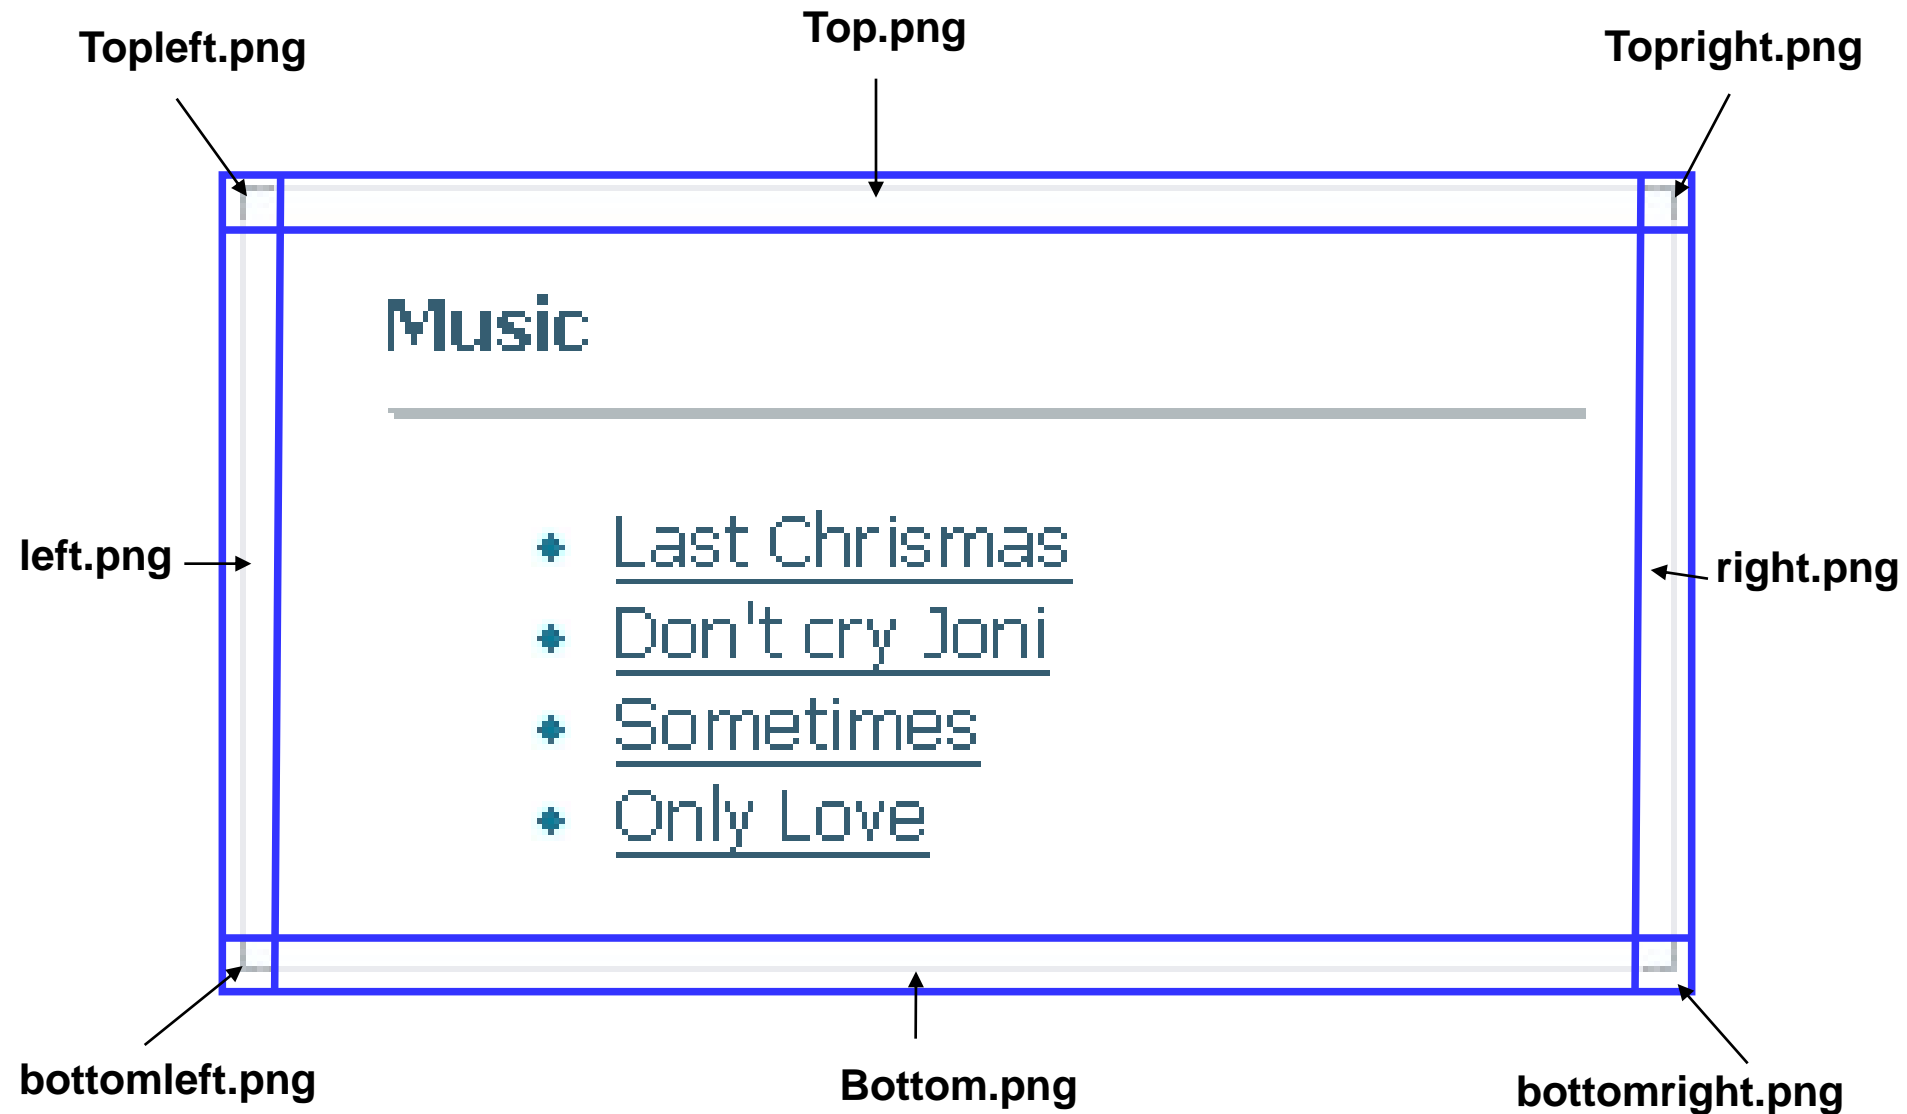 Top.png
Topleft.png
Topright.png
Music
Last Chrismas
left.png
right.png
Don't cry Joni
Sometimes
Only Love
bottomleft.png
Bottom.png
bottomright.png